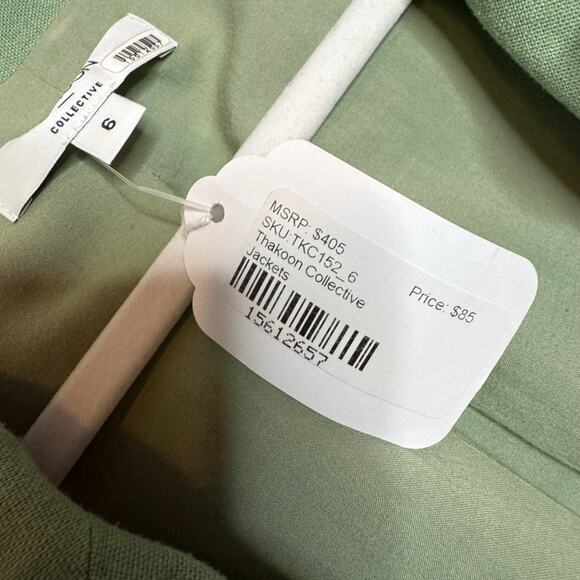 COLLECTIVE
6
MSRP: $405
SKU:TKC152_6
Thakoon Collective
Jackets
Price: $85
15612657